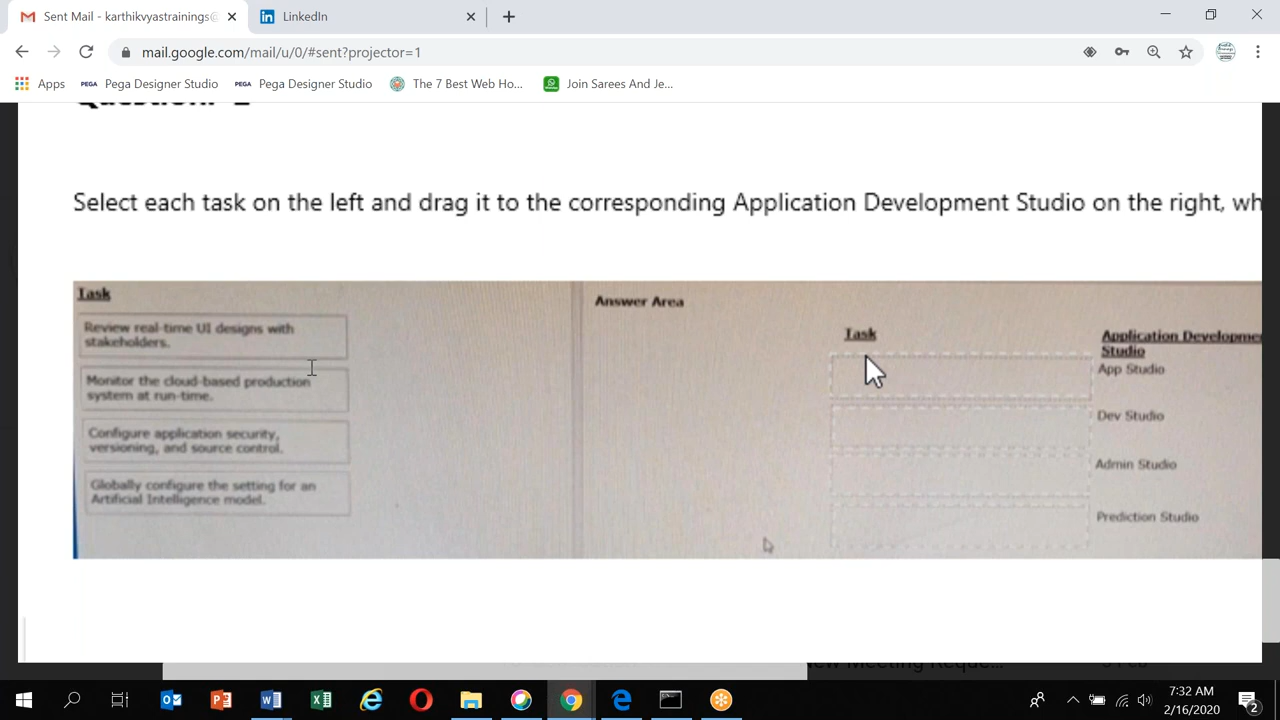 Sent Mail - karthikvyastrainings@
LinkedIn
mail.google.com/mail/u/0/#sent?projector=1
Apps
PEGA Pega Designer Studio
PEGA Pega Designer Studio
The 7 Best Web Ho...
Join Sarees And Je...
Select each task on the left and drag it to the corresponding Application Development Studio on the right, wh
Task
Review real-time UI designs with
stakeholders.
Monitor the cloud-based production
system at run-time.
Configure application security,
versioning, and source control.
Globally configure the setting for an
Artificial Intelligence model.
Answer Area
Task
Application Developme
Studio
App Studio
Dev Studio
Admin Studio
Prediction Studio
7:32 AM
2/16/2020
2